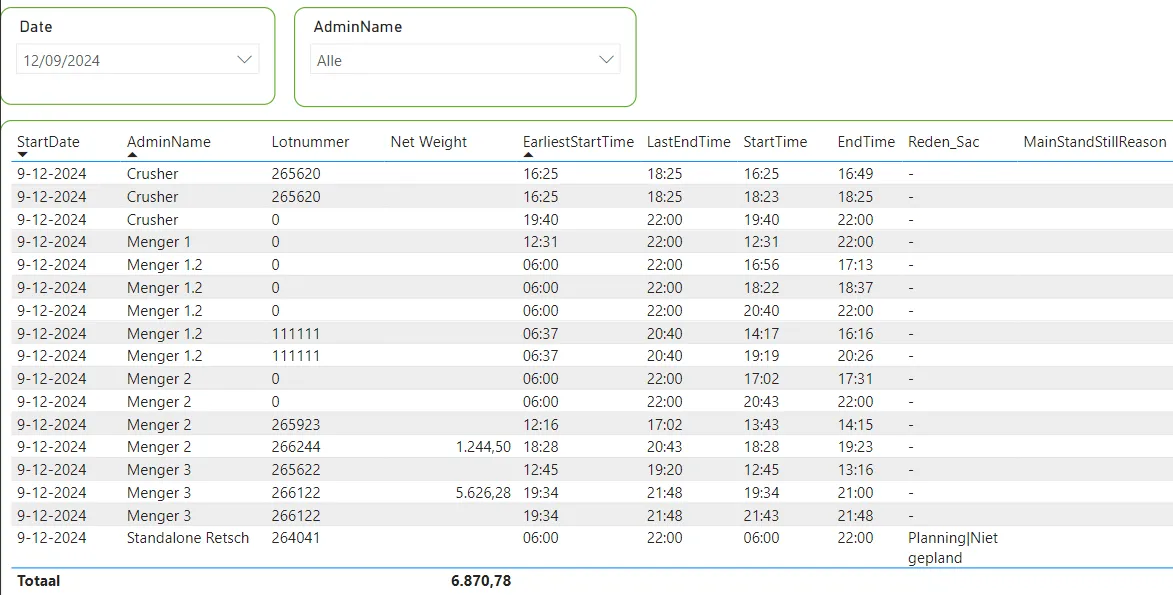 Date
AdminName
12/09/2024
Alle
StartDate AdminName Lotnummer Net Weight EarliestStartTime LastEndTime StartTime EndTime Reden_Sac MainStandStillReason
9-12-2024 Crusher 265620 16:25 18:25 16:25 16:49 -
9-12-2024 Crusher 265620 16:25 18:25 18:23 18:25 -
9-12-2024 Crusher 0 19:40 22:00 19:40 22:00 -
9-12-2024 Menger 1 0 12:31 22:00 12:31 22:00 -
9-12-2024 Menger 1.2 0 06:00 22:00 16:56 17:13 -
9-12-2024 Menger 1.2 0 06:00 22:00 18:22 18:37 -
9-12-2024 Menger 1.2 0 06:00 22:00 20:40 22:00 -
9-12-2024 Menger 1.2 111111 06:37 20:40 14:17 16:16 -
9-12-2024 Menger 1.2 111111 06:37 20:40 19:19 20:26 -
9-12-2024 Menger 2 0 06:00 22:00 17:02 17:31 -
9-12-2024 Menger 2 0 06:00 22:00 20:43 22:00 -
9-12-2024 Menger 2 265923 12:16 17:02 13:43 14:15 -
9-12-2024 Menger 2 266244 1.244,50 18:28 20:43 18:28 19:23 -
9-12-2024 Menger 3 265622 12:45 19:20 12:45 13:16 -
9-12-2024 Menger 3 266122 5.626,28 19:34 21:48 19:34 21:00 -
9-12-2024 Menger 3 266122 19:34 21:48 21:43 21:48 -
9-12-2024 Standalone Retsch 264041 06:00 22:00 06:00 22:00 Planning|Niet
gepland
Totaal 6.870,78